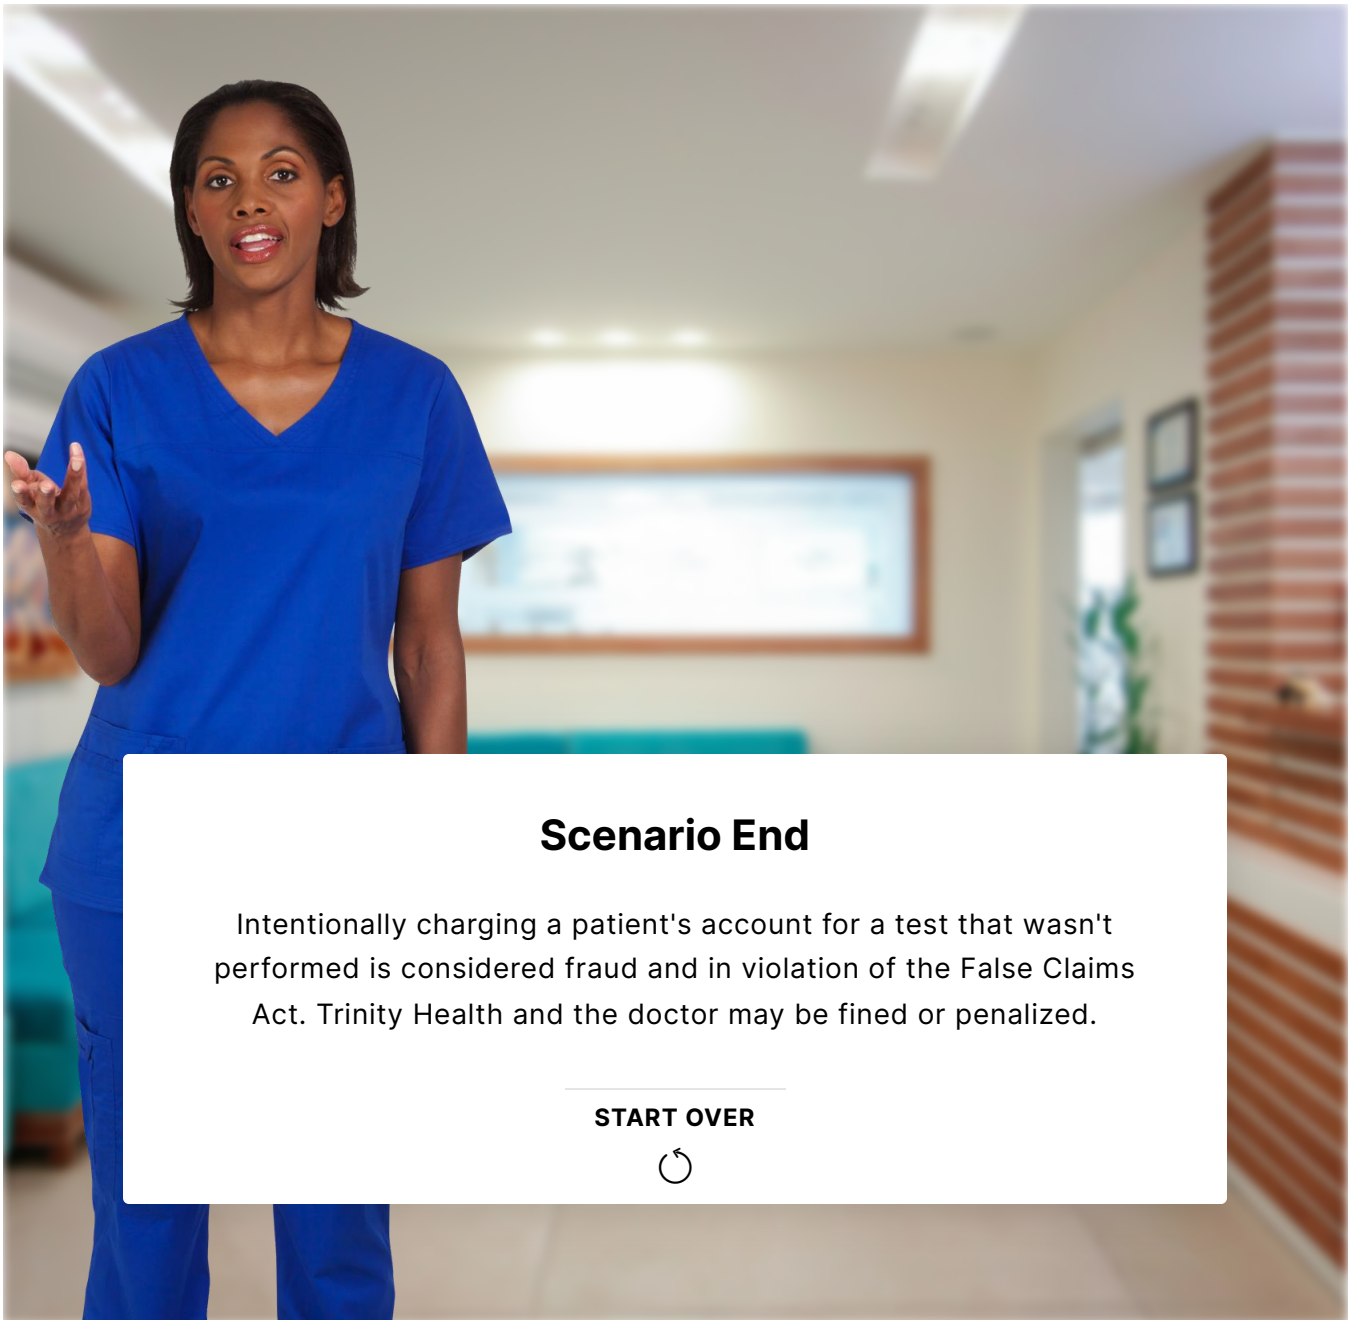 Scenario End
Intentionally charging a patient's account for a test that wasn't
performed is considered fraud and in violation of the False Claims
Act. Trinity Health and the doctor may be fined or penalized.
START OVER